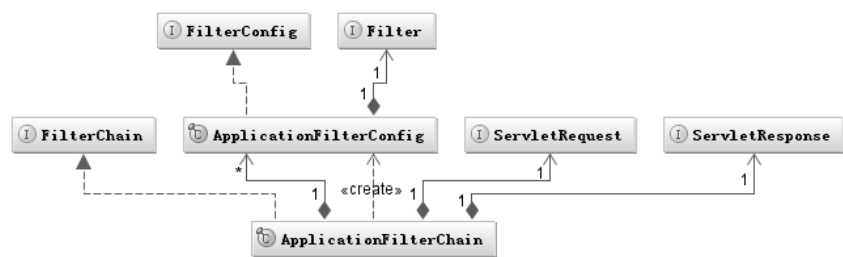 I FilterConfig
I Filter
1
1
I FilterChain
C ApplicationFilterConfig
I ServletRequest
I ServletResponse
*
1
«create»
1
1
1
1
C ApplicationFilterChain